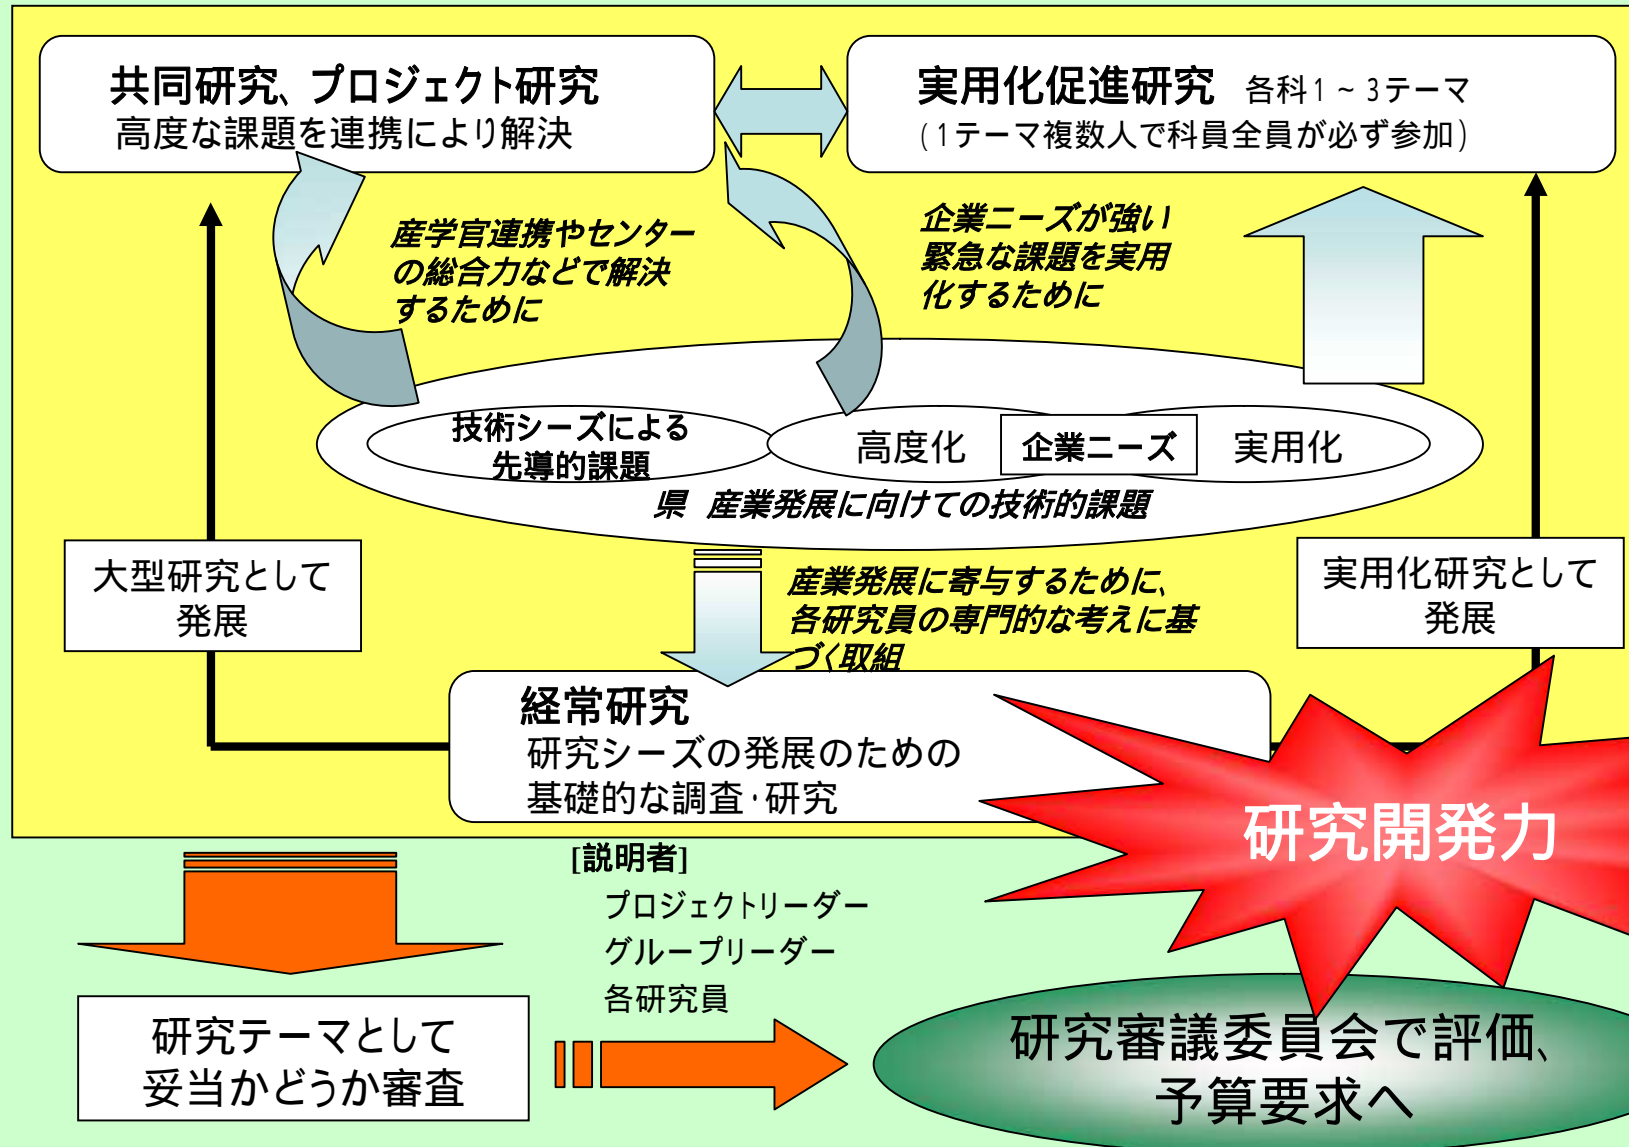 共同研究、プロジェクト研究
高度な課題を連携により解決
実用化促進研究 各科1~3テーマ
(1テーマ複数人で科員全員が必ず参加)
産学官連携やセンター
の総合力などで解決
するために
企業ニーズが強い
緊急な課題を実用
化するために
技術シーズによる
先導的課題
高度化
企業ニーズ
実用化
県 産業発展に向けての技術的課題
大型研究として
発展
産業発展に寄与するために、
各研究員の専門的な考えに基
づく取組
実用化研究として
発展
経常研究
研究シーズの発展のための
基礎的な調査・研究
研究開発力
[説明者]
プロジェクトリーダー
グループリーダー
各研究員
研究テーマとして
妥当かどうか審査
研究審議委員会で評価、
予算要求へ